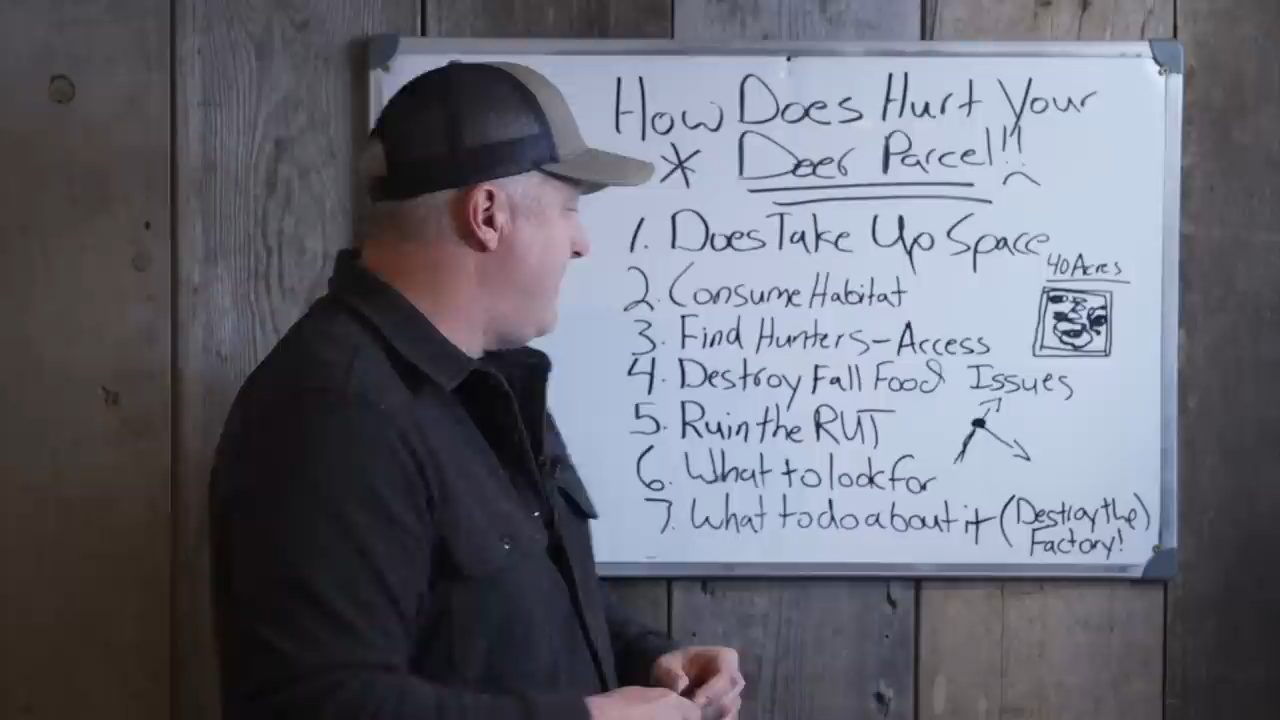 How Does Hurt Your
* Deer Parcel!!
1. Does Take Up Space
40 Acres
2. Consume Habitat
3. Find Hunters-Access
4. Destroy Fall Food Issues
5. Ruin the RUT
6. What to look for
7. What to do about it (Destroy the)
Factory!